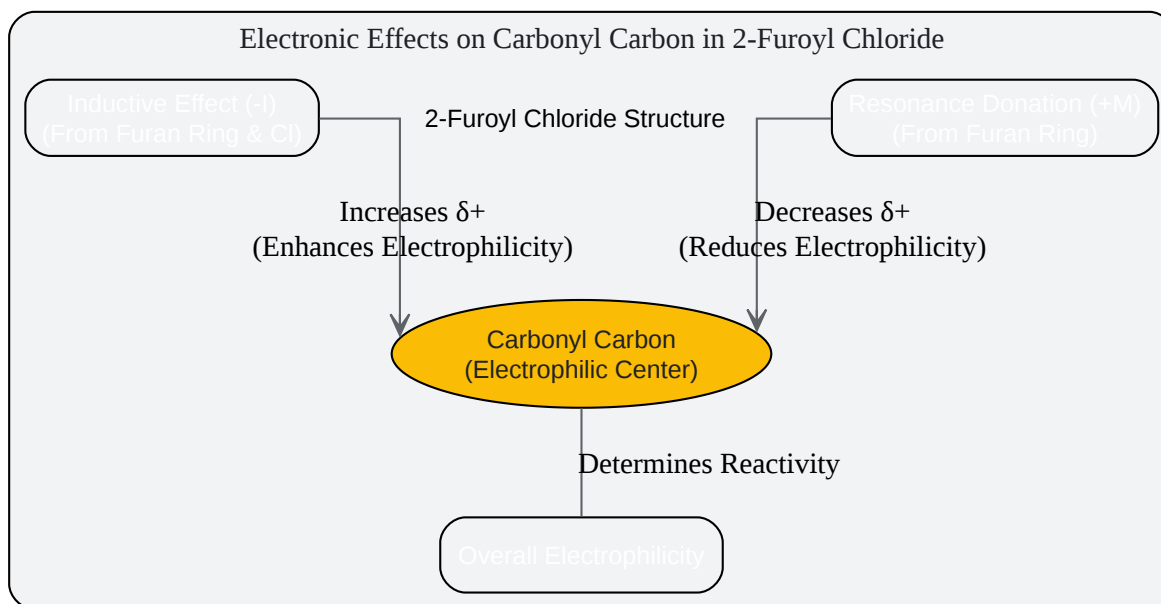 Electronic Effects on Carbonyl Carbon in 2-Furoyl Chloride
Inductive Effect (-I)
(From Furan Ring & Cl)
2-Furoyl Chloride Structure
Resonance Donation (+M)
(From Furan Ring)
Increases δ+
(Enhances Electrophilicity)
Decreases δ+
(Reduces Electrophilicity)
Carbonyl Carbon
(Electrophilic Center)
Determines Reactivity
Overall Electrophilicity